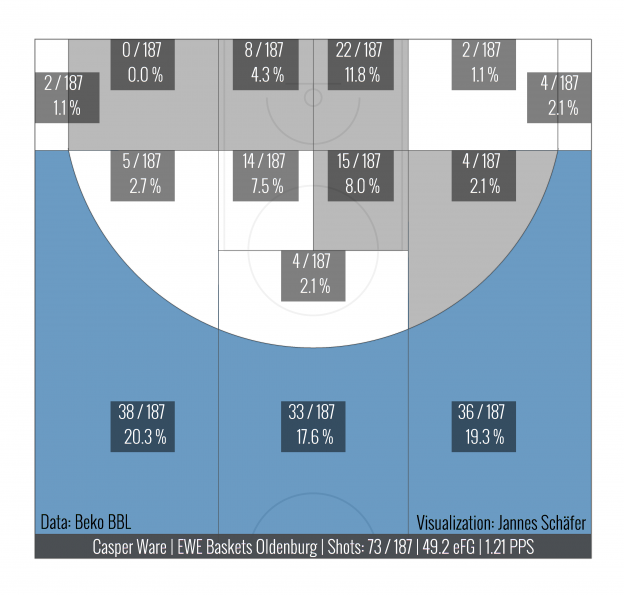 0 / 187
0.0 %
8 / 187
4.3 %
22 / 187
11.8 %
2 / 187
1.1 %
2 / 187
1.1 %
4 / 187
2.1 %
5 / 187
2.7 %
14 / 187
7.5 %
15 / 187
8.0 %
4 / 187
2.1 %
4 / 187
2.1 %
38 / 187
20.3 %
33 / 187
17.6 %
36 / 187
19.3 %
Data: Beko BBL
Visualization: Jannes Schäfer
Casper Ware | EWE Baskets Oldenburg | Shots: 73 / 187 | 49.2 eFG | 1.21 PPS